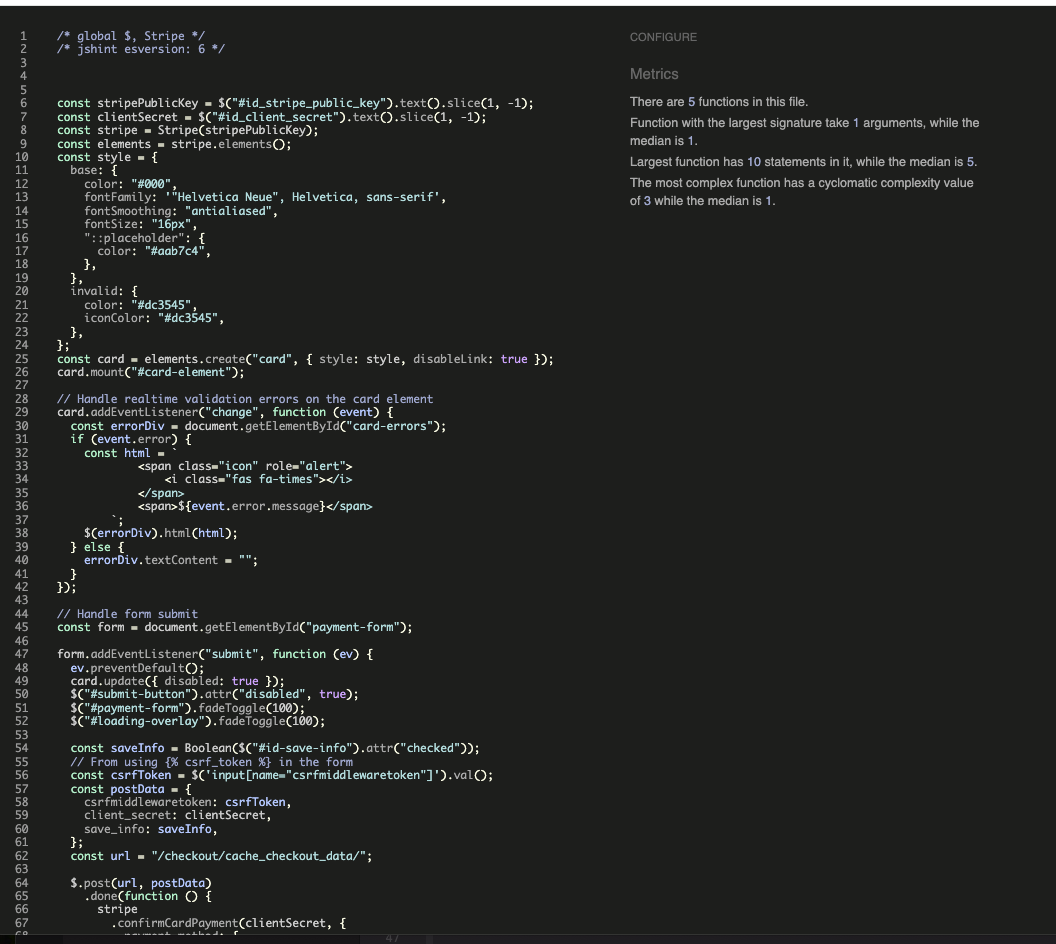 1 /* global $, Stripe */
2 /* jshint esversion: 6 */
3
4
5
6 const stripePublicKey = $("#id_stripe_public_key").text().slice(1, -1);
7 const clientSecret = $("#id_client_secret").text().slice(1, -1);
8 const stripe = Stripe(stripePublicKey);
9 const elements = stripe.elements();
10 const style = {
11 base: {
12 color: "#000",
13 fontFamily: '"Helvetica Neue", Helvetica, sans-serif',
14 fontSmoothing: "antialiased",
15 fontSize: "16px",
16 "::placeholder": {
17 color: "#aab7c4",
18 },
19 },
20 invalid: {
21 color: "#dc3545",
22 iconColor: "#dc3545",
23 },
24 };
25 const card = elements.create("card", { style: style, disableLink: true });
26 card.mount("#card-element");
27
28 // Handle realtime validation errors on the card element
29 card.addEventListener("change", function (event) {
30 const errorDiv = document.getElementById("card-errors");
31 if (event.error) {
32 const html = `
33 <span class="icon" role="alert">
34 <i class="fas fa-times"></i>
35 </span>
36 <span>${event.error.message}</span>
37 `;
38 $(errorDiv).html(html);
39 } else {
40 errorDiv.textContent = "";
41 }
42 });
43
44 // Handle form submit
45 const form = document.getElementById("payment-form");
46
47 form.addEventListener("submit", function (ev) {
48 ev.preventDefault();
49 card.update({ disabled: true });
50 $("#submit-button").attr("disabled", true);
51 $("#payment-form").fadeToggle(100);
52 $("#loading-overlay").fadeToggle(100);
53
54 const saveInfo = Boolean($("#id-save-info").attr("checked"));
55 // From using {% csrf_token %} in the form
56 const csrfToken = $('input[name="csrfmiddlewaretoken"]').val();
57 const postData = {
58 csrfmiddlewaretoken: csrfToken,
59 client_secret: clientSecret,
60 save_info: saveInfo,
61 };
62 const url = "/checkout/cache_checkout_data/";
63
64 $.post(url, postData)
65 .done(function () {
66 stripe
67 .confirmCardPayment(clientSecret, {
CONFIGURE
Metrics
There are 5 functions in this file.
Function with the largest signature take 1 arguments, while the
median is 1.
Largest function has 10 statements in it, while the median is 5.
The most complex function has a cyclomatic complexity value
of 3 while the median is 1.
47